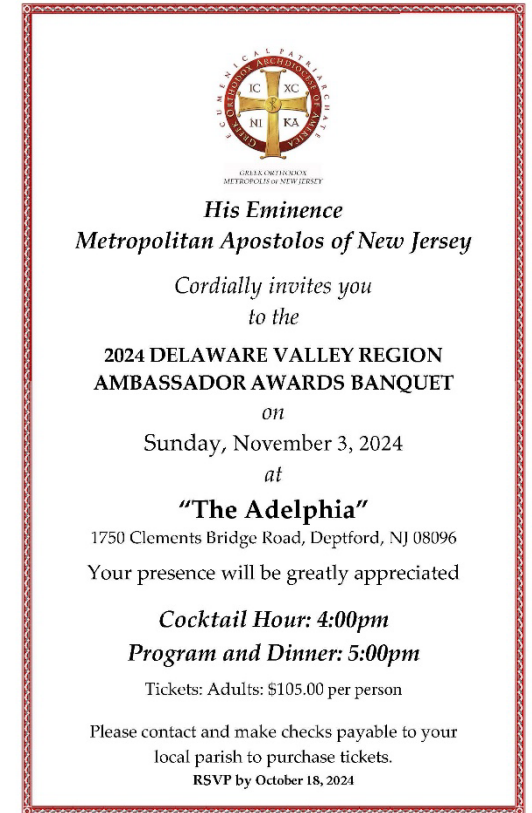 ECUMENICAL PATRIARCHATE
GREEK ORTHODOX ARCHDIOCESE OF AMERICA
IC XC
NI KA
GREEK ORTHODOX
METROPOLIS of NEW JERSEY
His Eminence
Metropolitan Apostolos of New Jersey
Cordially invites you
to the
2024 DELAWARE VALLEY REGION
AMBASSADOR AWARDS BANQUET
on
Sunday, November 3, 2024
at
“The Adelphia”
1750 Clements Bridge Road, Deptford, NJ 08096
Your presence will be greatly appreciated
Cocktail Hour: 4:00pm
Program and Dinner: 5:00pm
Tickets: Adults: $105.00 per person
Please contact and make checks payable to your
local parish to purchase tickets.
RSVP by October 18, 2024